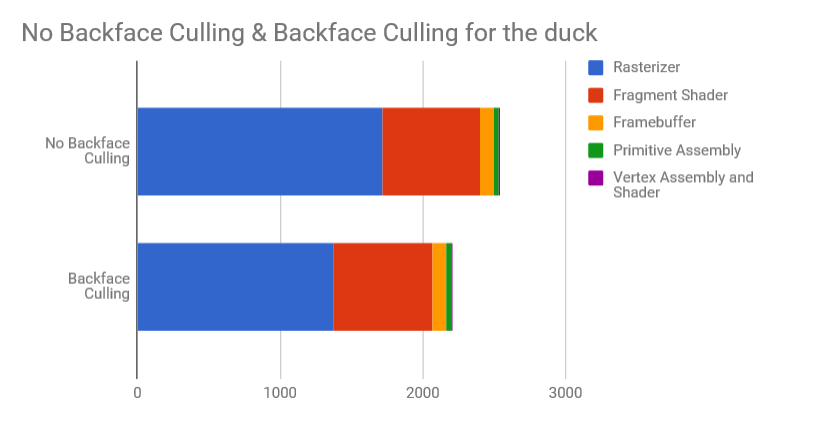 No Backface Culling & Backface Culling for the duck
Rasterizer
Fragment Shader
Framebuffer
Primitive Assembly
Vertex Assembly and
Shader
No Backface
Culling
Backface
Culling
0
1000
2000
3000